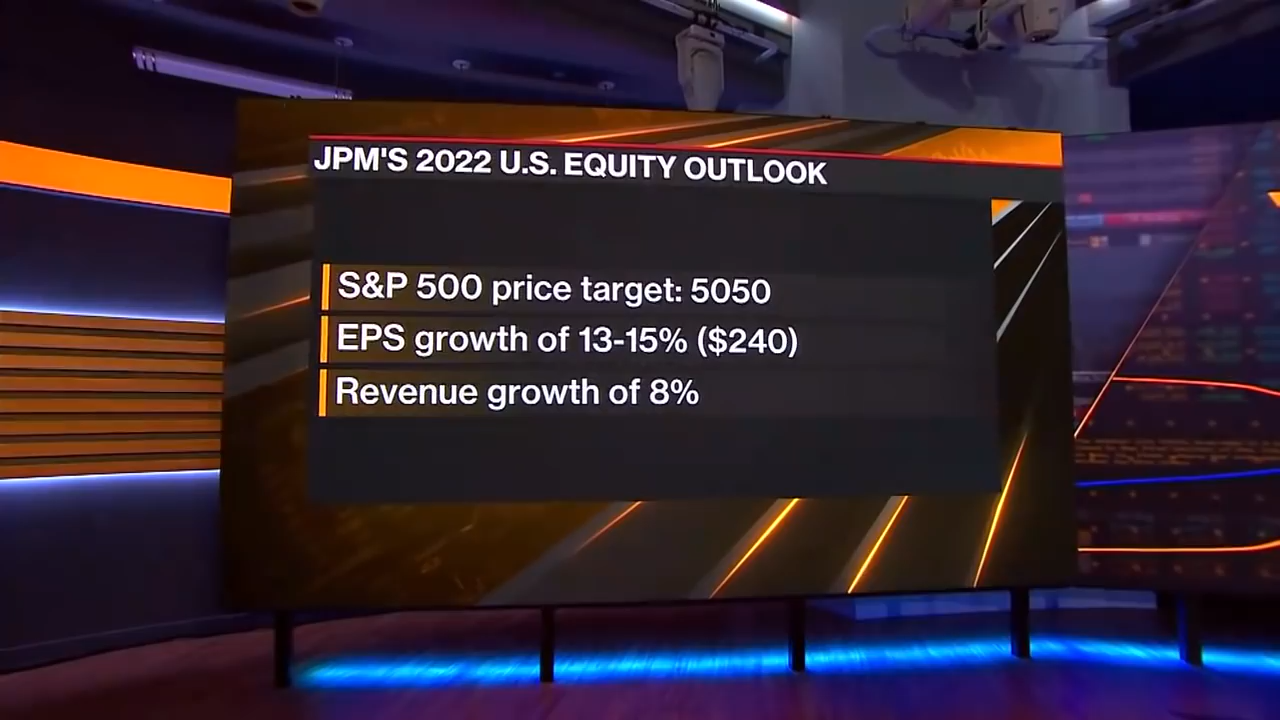 JPM'S 2022 U.S. EQUITY OUTLOOK
S&P 500 price target: 5050
EPS growth of 13-15% ($240)
Revenue growth of 8%